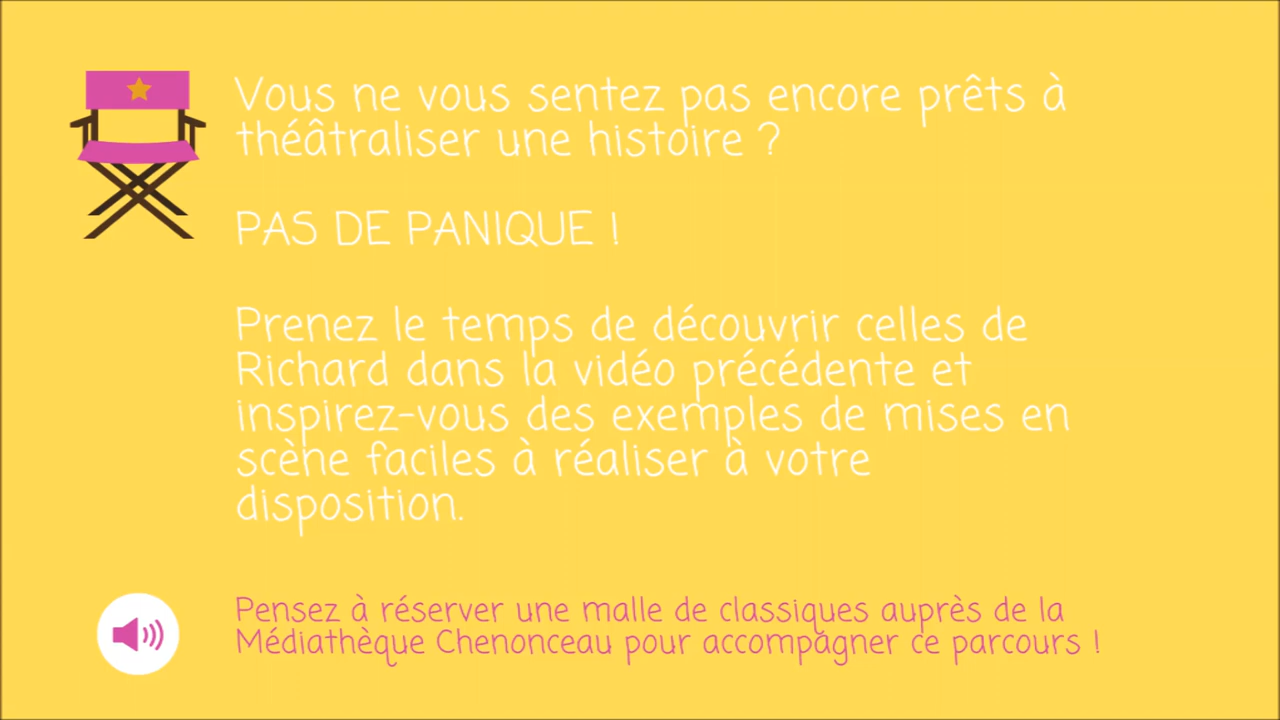 Vous ne vous sentez pas encore prêts à
théâtraliser une histoire ?
PAS DE PANIQUE !
Prenez le temps de découvrir celles de
Richard dans la vidéo précédente et
inspirez-vous des exemples de mises en
scène faciles à réaliser à votre
disposition.
Pensez à réserver une malle de classiques auprès de la
Médiathèque Chenonceau pour accompagner ce parcours !